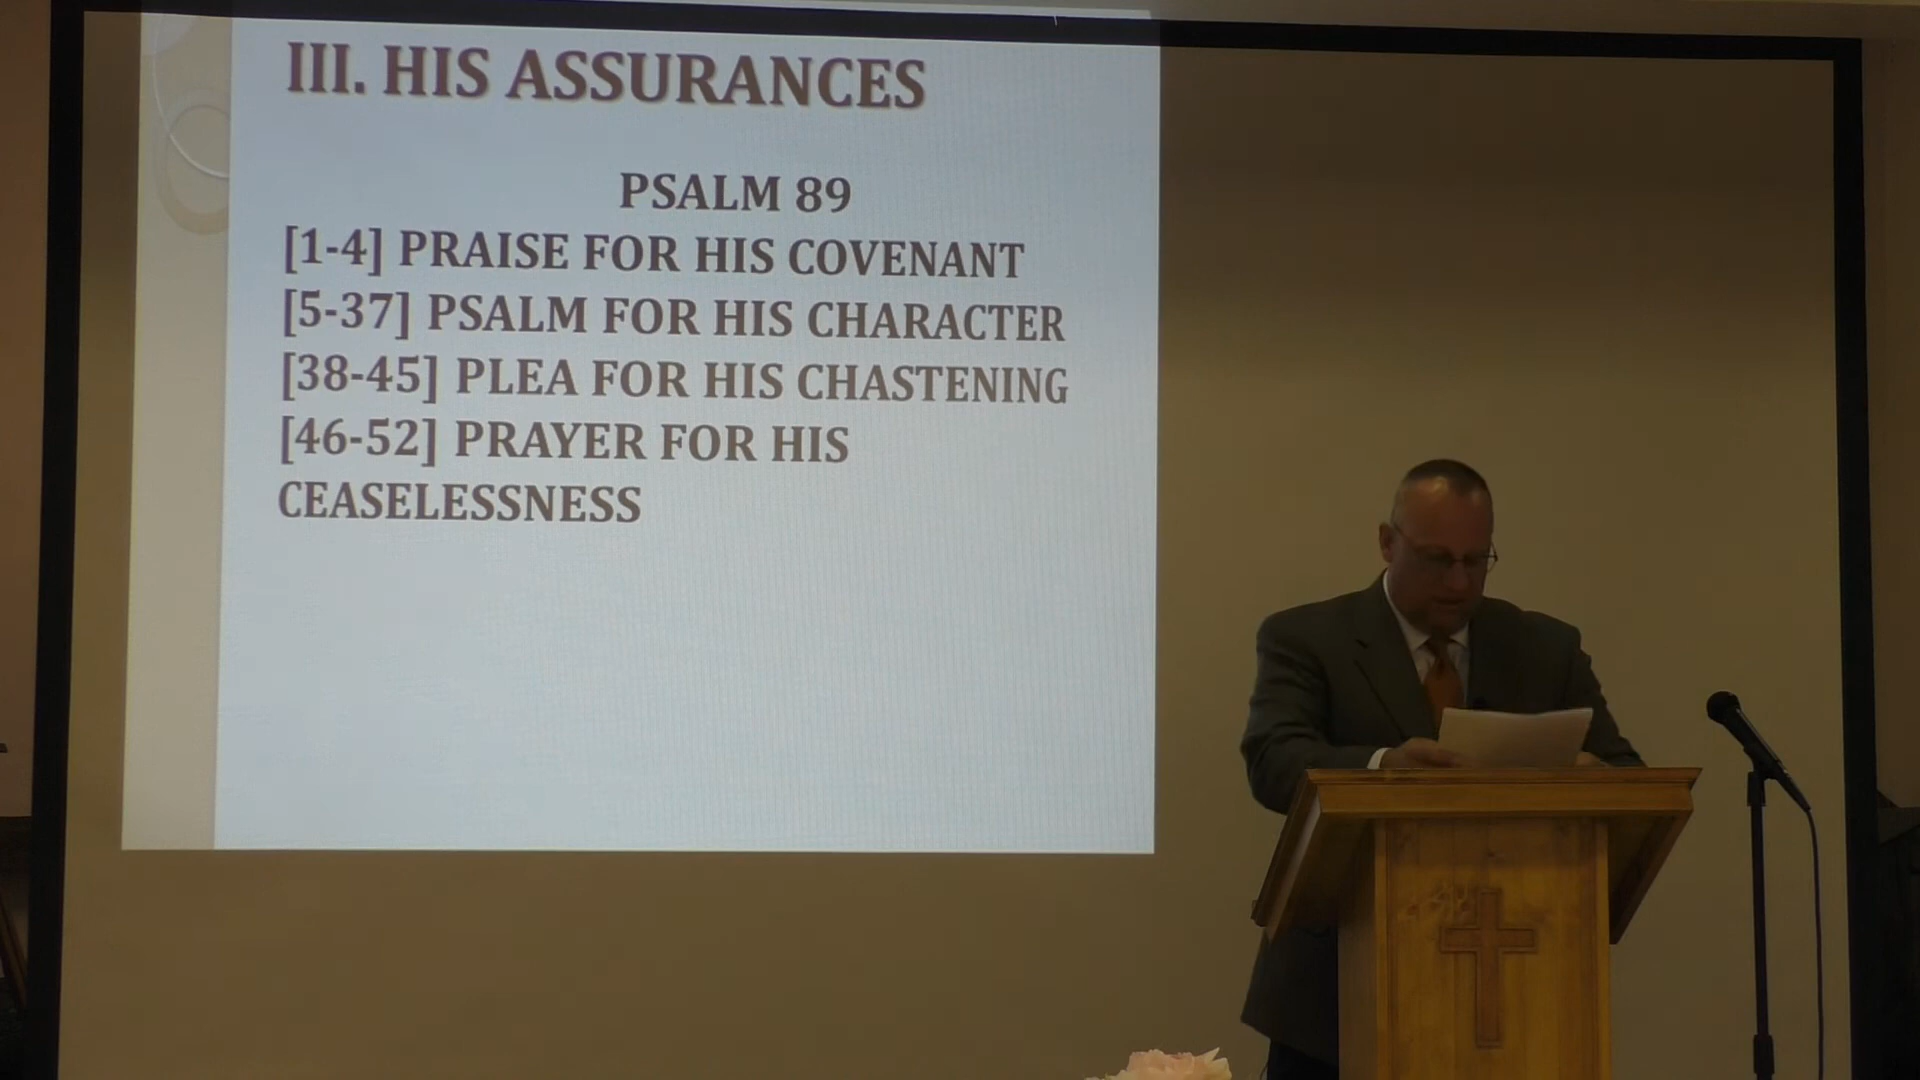 III. HIS ASSURANCES
PSALM 89
[1-4] PRAISE FOR HIS COVENANT
[5-37] PSALM FOR HIS CHARACTER
[38-45] PLEA FOR HIS CHASTENING
[46-52] PRAYER FOR HIS
CEASELESSNESS